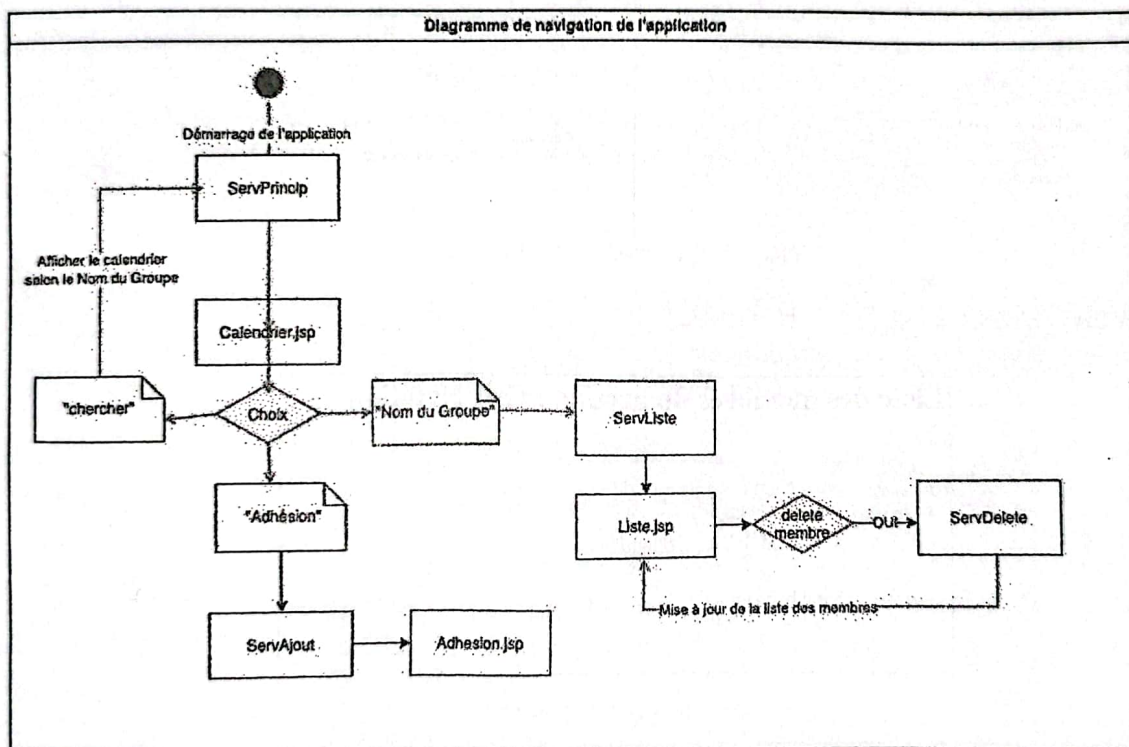 Diagramme de navigation de l'application
Démarrage de l'application
ServPrincip
Afficher le calendrier
selon le Nom du Groupe
Calendrier.jsp
"chercher"
Choix
"Nom du Groupe"
ServListe
"Adhésion"
Liste.jsp
delete
membre
OUI
ServDelete
Mise à jour de la liste des membres
ServAjout
Adhesion.jsp